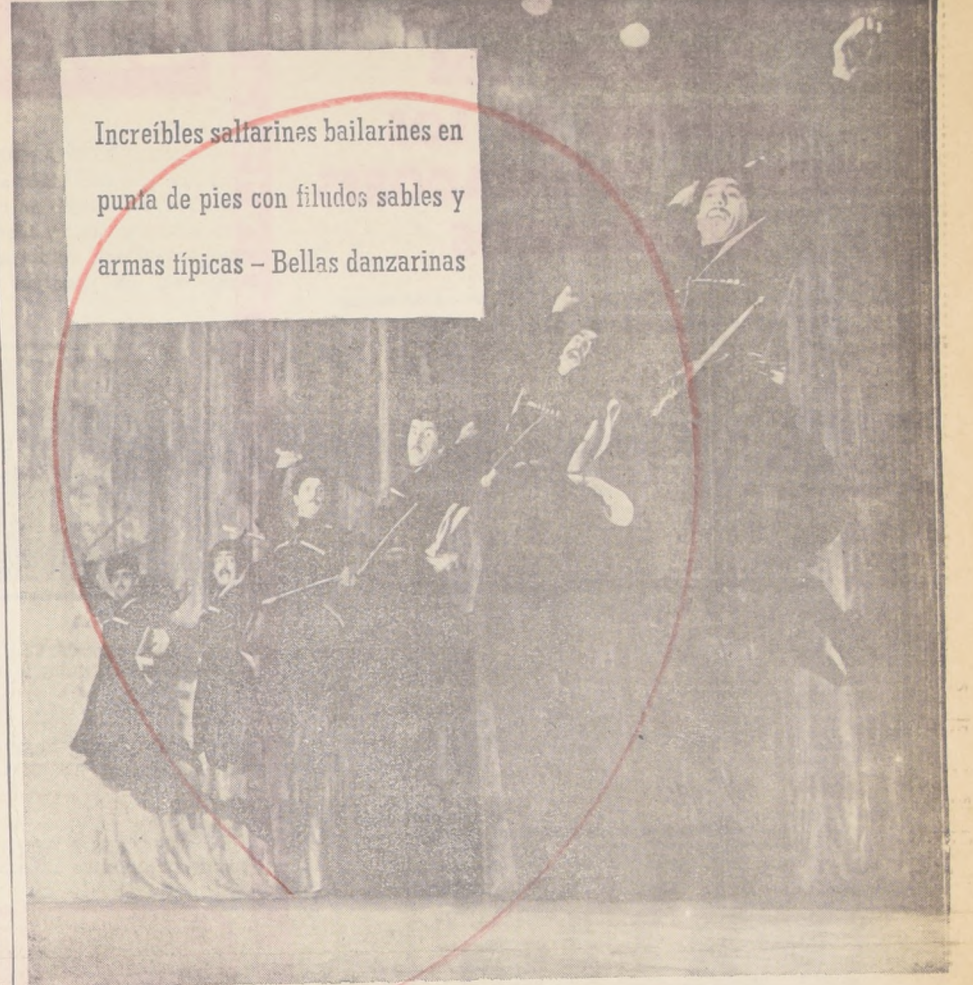 Increíbles saltarines bailarines en
punta de pies con filudos sables y
armas típicas – Bellas danzarinas